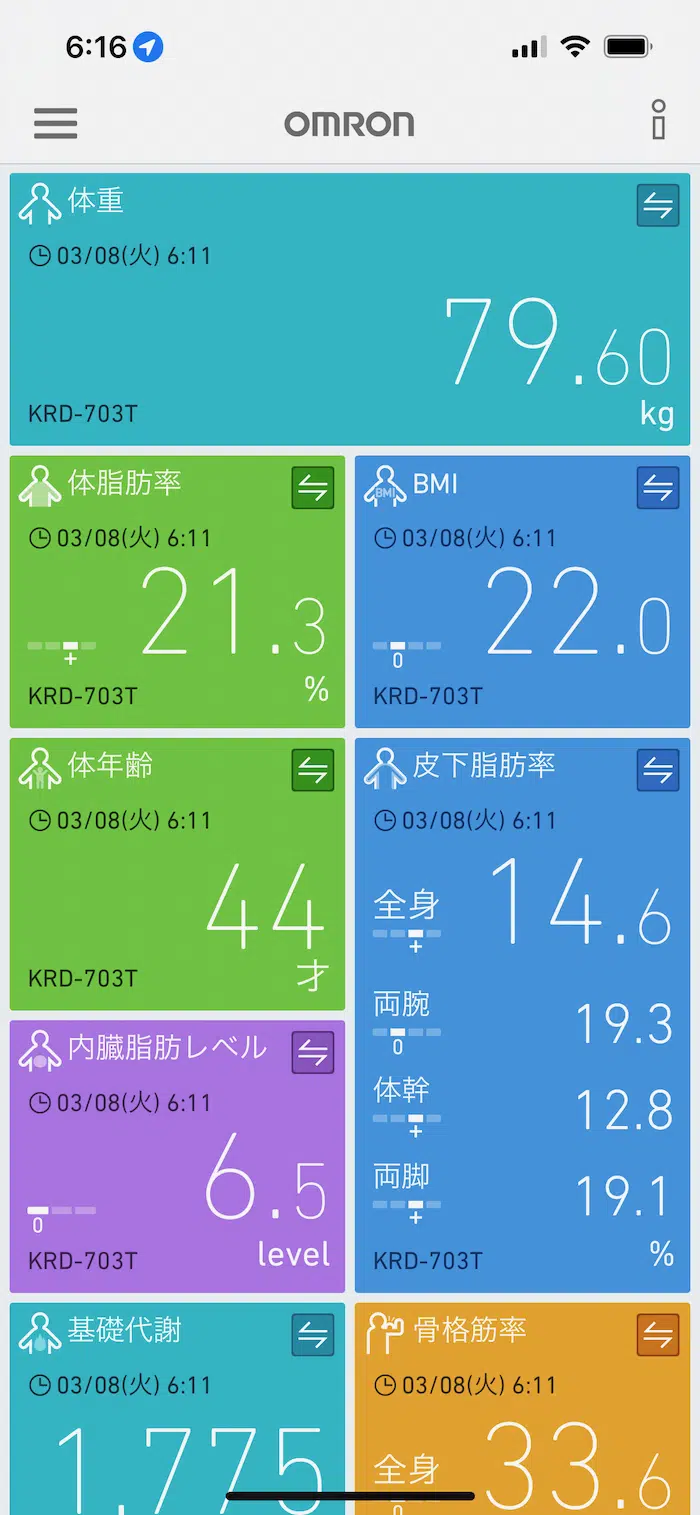 6:16
OMRON
体重
03/08(火) 6:11
79.60
kg
KRD-703T
体脂肪率
03/08(火) 6:11
21.3
+
%
KRD-703T
BMI
BMI
03/08(火) 6:11
22.0
0
KRD-703T
体年齢
03/08(火) 6:11
44
才
KRD-703T
皮下脂肪率
03/08(火) 6:11
全身 14.6
+
両腕 19.3
0
体幹 12.8
+
両脚 19.1
+
%
KRD-703T
内臓脂肪レベル
03/08(火) 6:11
6.5
0
level
KRD-703T
基礎代謝
03/08(火) 6:11
1,775
骨格筋率
03/08(火) 6:11
全身 33.6
0